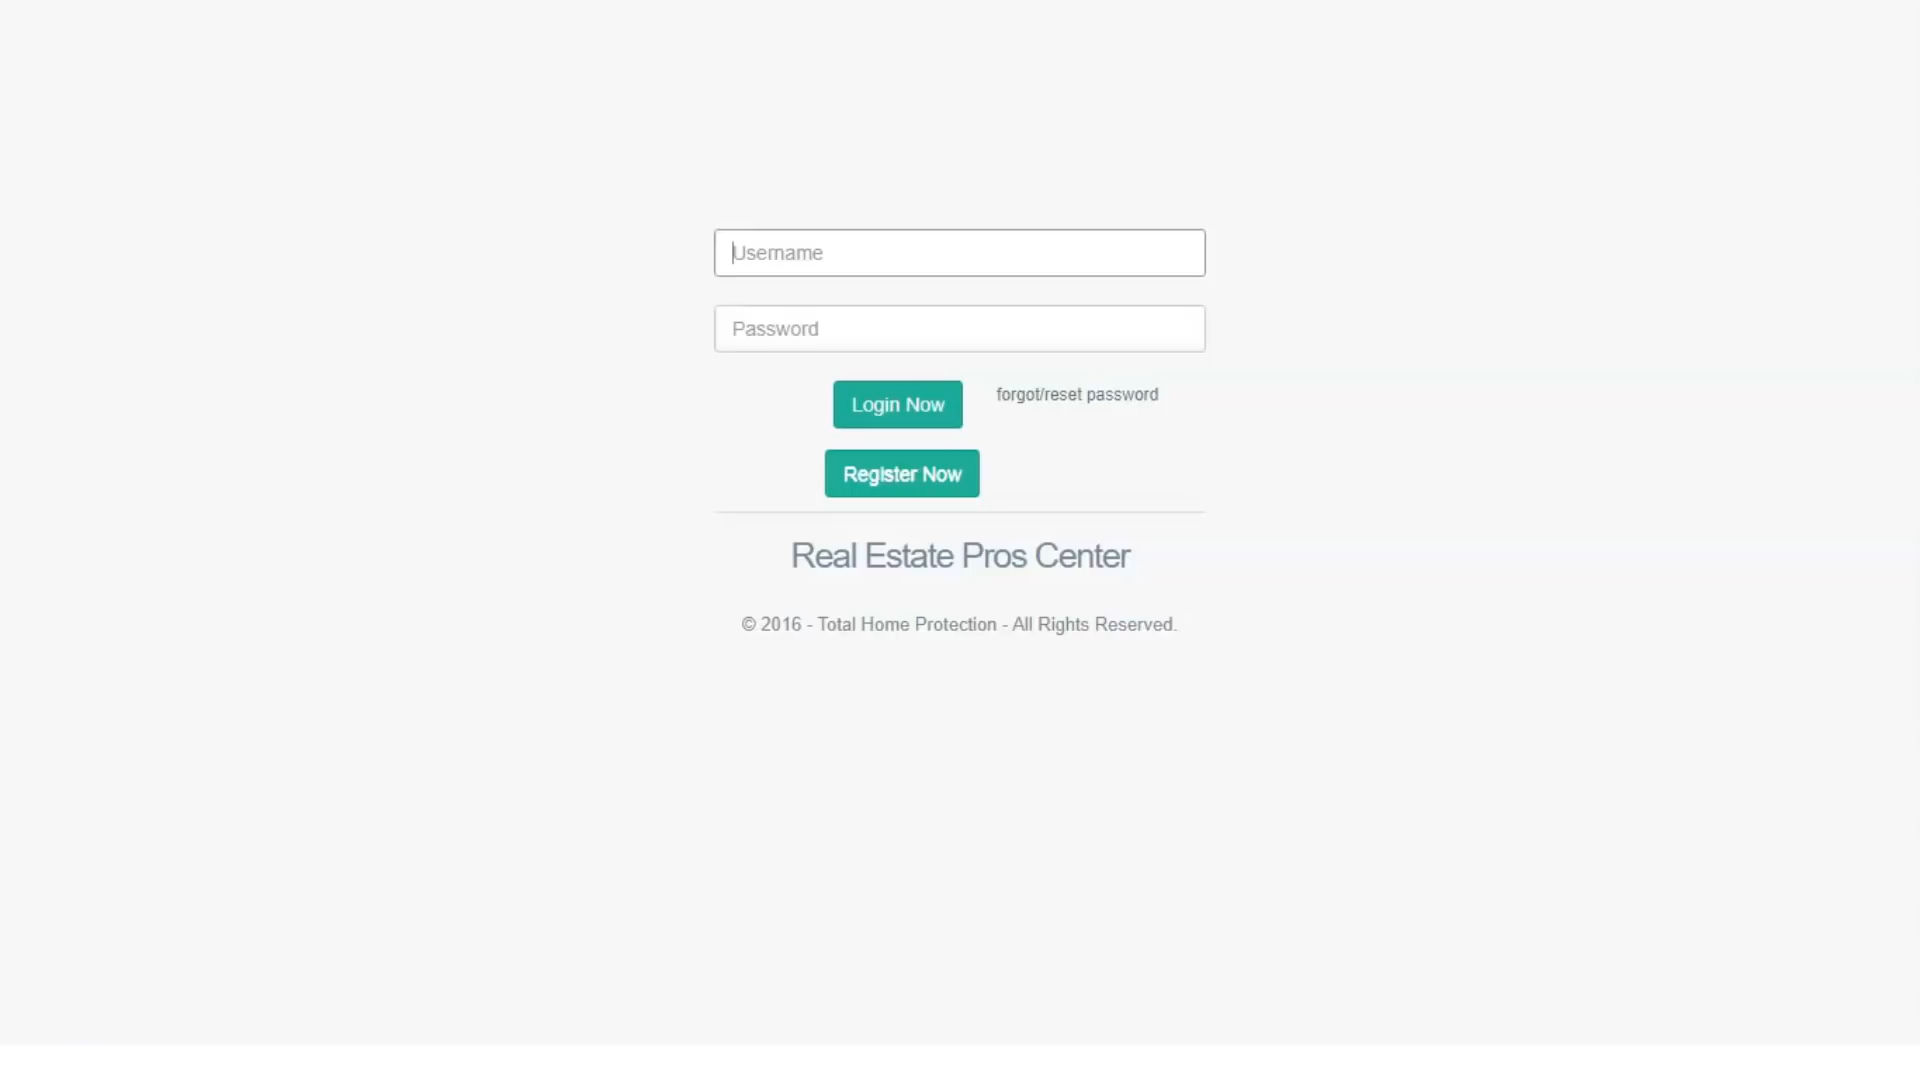 Username
Password
Login Now
forgot/reset password
Register Now
Real Estate Pros Center
© 2016 - Total Home Protection - All Rights Reserved.